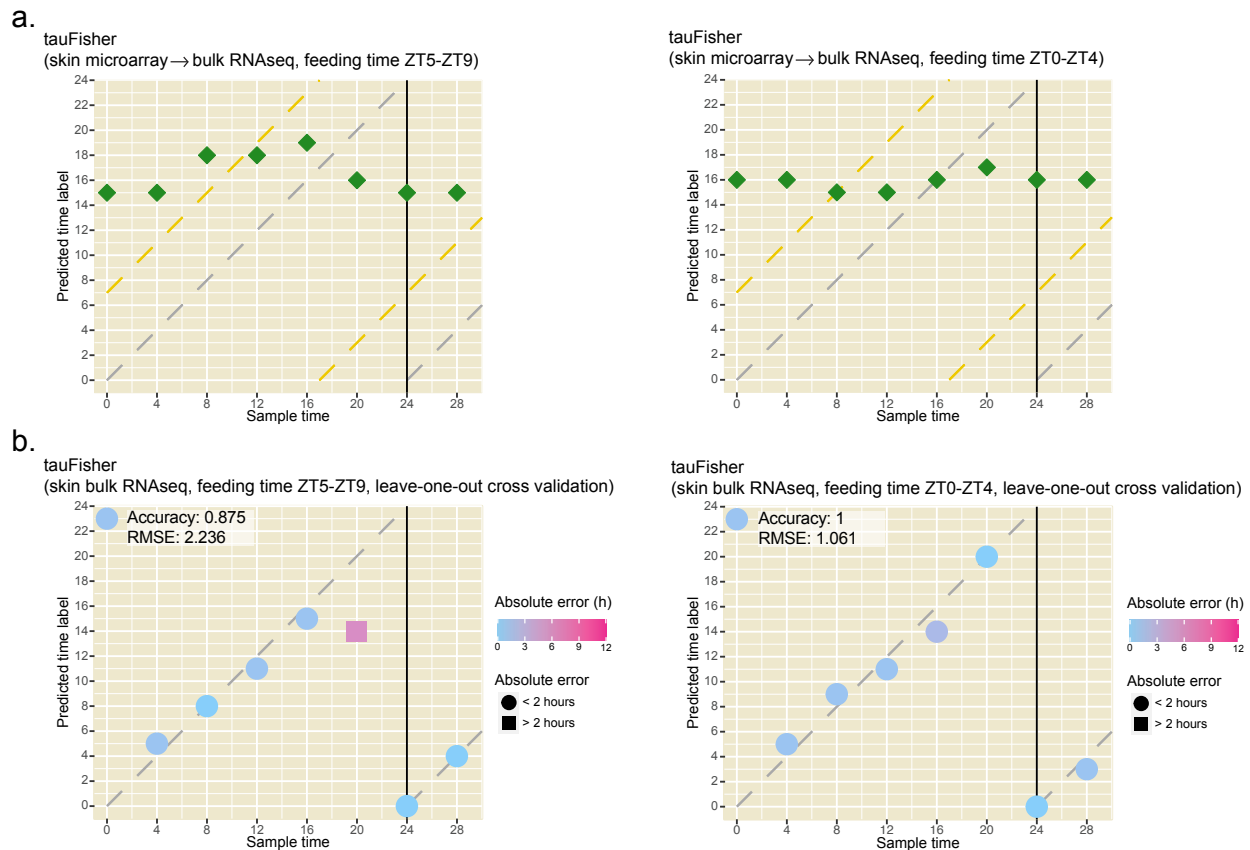 a.
tauFisher
(skin microarray→bulk RNAseq, feeding time ZT5-ZT9)
Predicted time label
24
22
20
18
16
14
12
10
8
6
4
2
0
0 4 8 12 16 20 24 28
Sample time
tauFisher
(skin microarray→bulk RNAseq, feeding time ZT0-ZT4)
Predicted time label
24
22
20
18
16
14
12
10
8
6
4
2
0
0 4 8 12 16 20 24 28
Sample time
b.
tauFisher
(skin bulk RNAseq, feeding time ZT5-ZT9, leave-one-out cross validation)
Accuracy: 0.875
RMSE: 2.236
Predicted time label
24
22
20
18
16
14
12
10
8
6
4
2
0
0 4 8 12 16 20 24 28
Sample time
Absolute error (h)
0 3 6 9 12
Absolute error
< 2 hours
> 2 hours
tauFisher
(skin bulk RNAseq, feeding time ZT0-ZT4, leave-one-out cross validation)
Accuracy: 1
RMSE: 1.061
Predicted time label
24
22
20
18
16
14
12
10
8
6
4
2
0
0 4 8 12 16 20 24 28
Sample time
Absolute error (h)
0 3 6 9 12
Absolute error
< 2 hours
> 2 hours